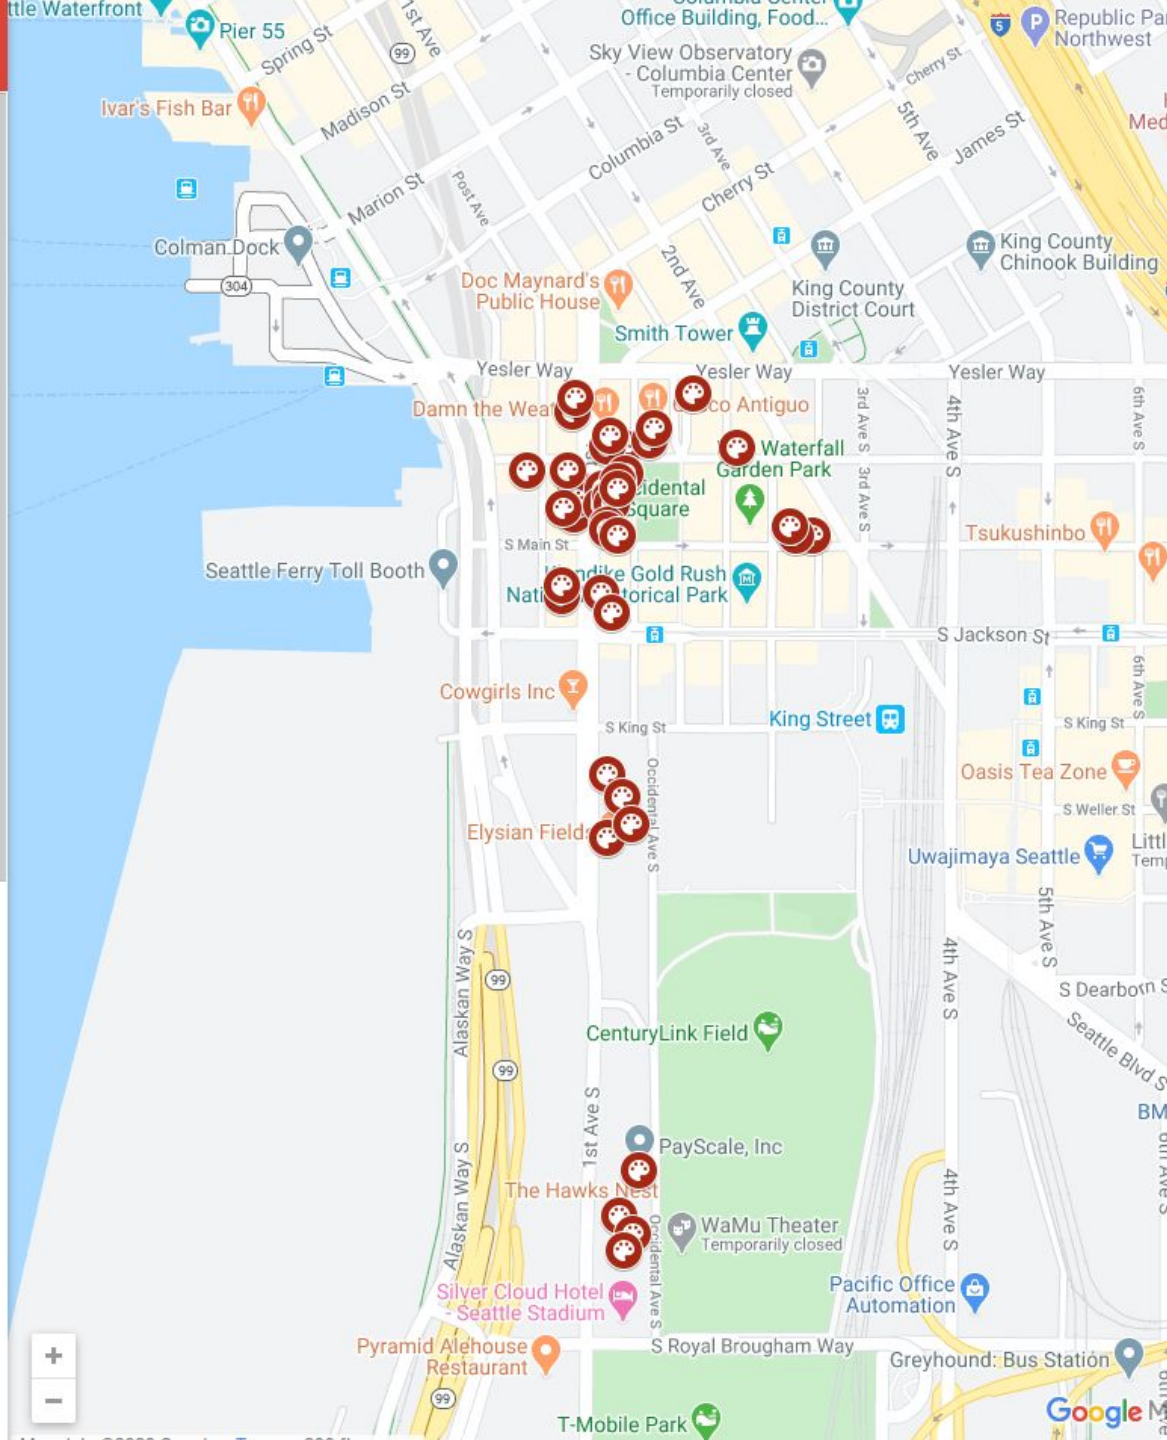 ttle Waterfront
Pier 55
Spring St
1st Ave
99
Office Building, Food...
5
P
Republic Pa
Northwest
Sky View Observatory
- Columbia Center
Temporarily closed
Cherry St
Ivar's Fish Bar
Madison St
Columbia St
3rd Ave
5th Ave
James St
Med
Marion St
Post Ave
Cherry St
Colman Dock
304
2nd Ave
King County
Chinook Building
Doc Maynard's
Public House
King County
District Court
Smith Tower
Yesler Way
Yesler Way
Yesler Way
Damn the Wea
co Antiguo
3rd Ave S
4th Ave S
6th Ave S
Waterfall
Garden Park
cidental
Square
3rd Ave S
S Main St
Tsukushinbo
Seattle Ferry Toll Booth
ndike Gold Rush
Nati
torical Park
S Jackson St
Cowgirls Inc
S King St
King Street
6th Ave S
S King St
Occidental Ave S
Oasis Tea Zone
S Weller St
Elysian Fields
Uwajimaya Seattle
Littl
Temp
5th Ave S
Alaskan Way S
99
4th Ave S
S Dearborn S
CenturyLink Field
Seattle Blvd S
99
1st Ave S
BM
PayScale, Inc
Alaskan Way S
The Hawks Nest
4th Ave S
6th Ave S
Occidental Ave S
WaMu Theater
Temporarily closed
Silver Cloud Hotel
- Seattle Stadium
Pacific Office
Automation
Pyramid Alehouse
Restaurant
S Royal Brougham Way
Greyhound: Bus Station
+
−
99
T-Mobile Park
Google M